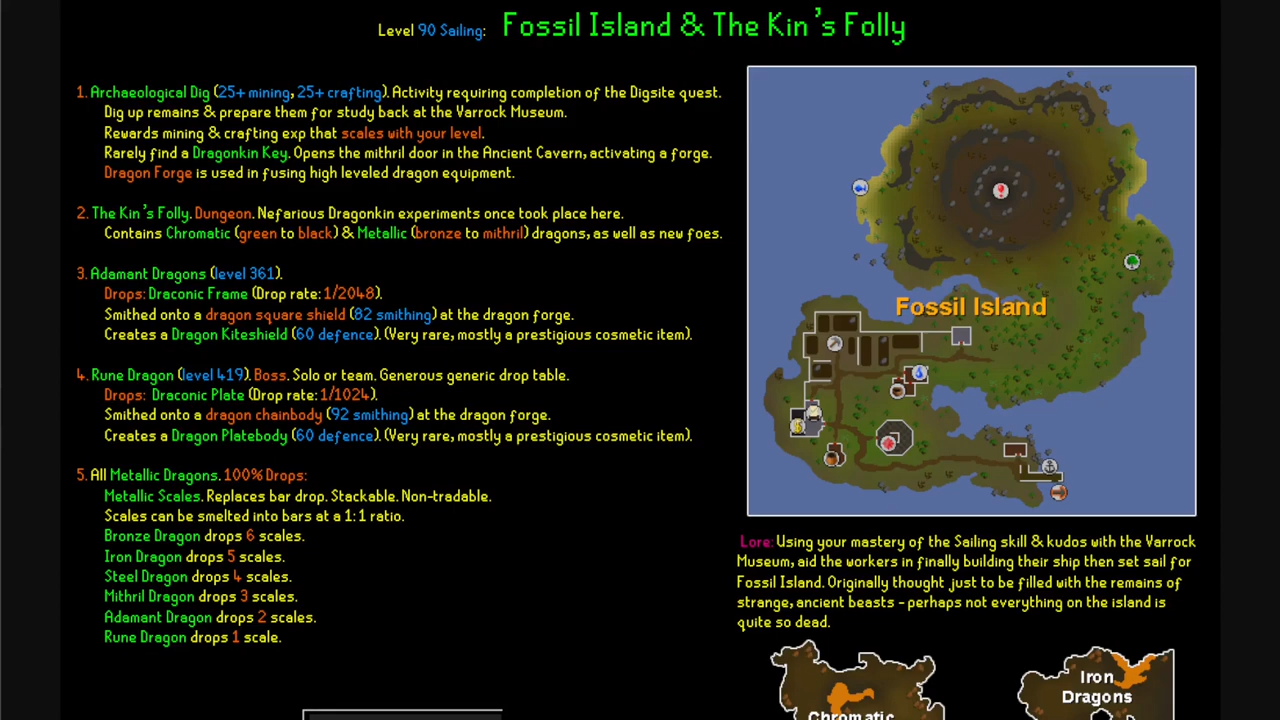 Level 90 Sailing: Fossil Island & The Kin's Folly
1. Archaeological Dig (25+ mining, 25+ crafting). Activity requiring completion of the Digsite quest.
Dig up remains & prepare them for study back at the Varrock Museum.
Rewards mining & crafting exp that scales with your level.
Rarely find a Dragonkin Key. Opens the mithril door in the Ancient Cavern, activating a forge.
Dragon Forge is used in fusing high leveled dragon equipment.
2. The Kin's Folly. Dungeon. Nefarious Dragonkin experiments once took place here.
Contains Chromatic (green to black) & Metallic (bronze to mithril) dragons, as well as new foes.
3. Adamant Dragons (level 361).
Drops: Draconic Frame (Drop rate: 1/2048).
Smithed onto a dragon square shield (82 smithing) at the dragon forge.
Creates a Dragon Kiteshield (60 defence). (Very rare, mostly a prestigious cosmetic item).
4. Rune Dragon (level 419). Boss. Solo or team. Generous generic drop table.
Drops: Draconic Plate (Drop rate: 1/1024).
Smithed onto a dragon chainbody (92 smithing) at the dragon forge.
Creates a Dragon Platebody (60 defence). (Very rare, mostly a prestigious cosmetic item).
5. All Metallic Dragons. 100% Drops:
Metallic Scales. Replaces bar drop. Stackable. Non-tradable.
Scales can be smelted into bars at a 1:1 ratio.
Bronze Dragon drops 6 scales.
Iron Dragon drops 5 scales.
Steel Dragon drops 4 scales.
Mithril Dragon drops 3 scales.
Adamant Dragon drops 2 scales.
Rune Dragon drops 1 scale.
Fossil Island
Lore: Using your mastery of the Sailing skill & kudos with the Varrock
Museum, aid the workers in finally building their ship then set sail for
Fossil Island. Originally thought just to be filled with the remains of
strange, ancient beasts - perhaps not everything on the island is
quite so dead.
Chromatic
Iron
Dragons